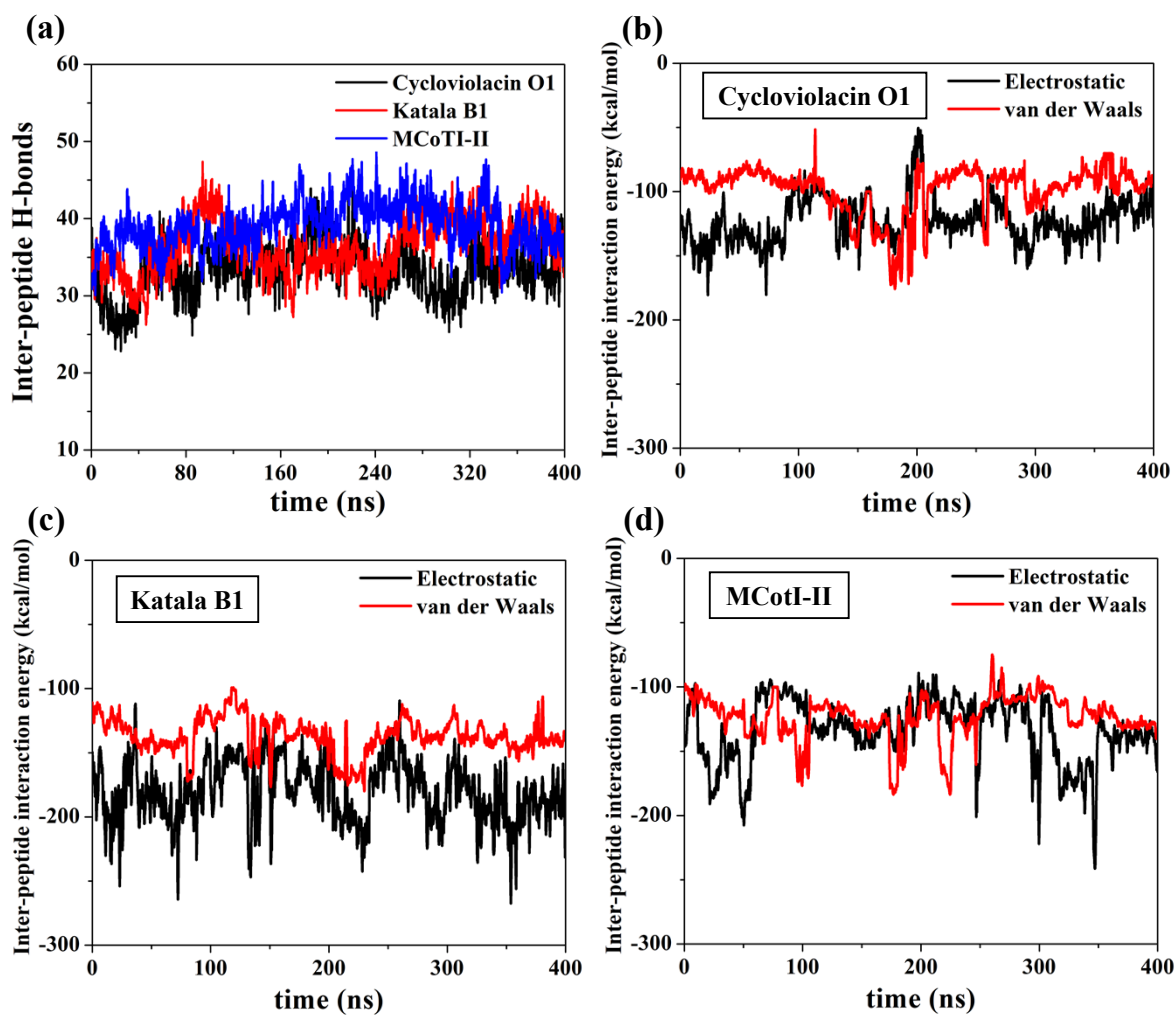 (a)
60
50
40
30
20
10
Inter-peptide H-bonds
Cycloviolacin O1
Katala B1
MCoTI-II
0 80 160 240 320 400
time (ns)
(b)
0
-100
-200
-300
Inter-peptide interaction energy (kcal/mol)
Cycloviolacin O1
Electrostatic
van der Waals
0 100 200 300 400
time (ns)
(c)
0
-100
-200
-300
Inter-peptide interaction energy (kcal/mol)
Katala B1
Electrostatic
van der Waals
0 100 200 300 400
time (ns)
(d)
0
-100
-200
-300
Inter-peptide interaction energy (kcal/mol)
MCotI-II
Electrostatic
van der Waals
0 100 200 300 400
time (ns)